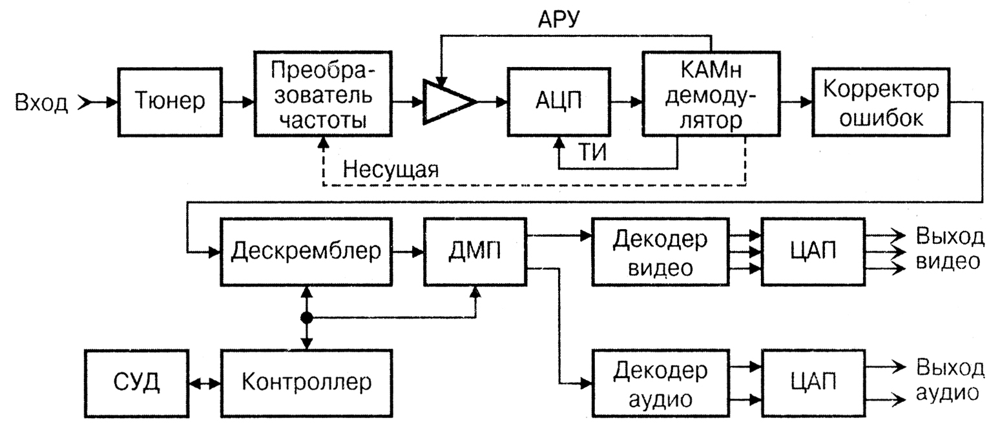 АРУ
Вход
Тюнер
Преобра-
зователь
частоты
АЦП
КАМн
демоду-
лятор
Корректор
ошибок
ТИ
Несущая
Дескремблер
ДМП
Декодер
видео
ЦАП
Выход
видео
СУД
Контроллер
Декодер
аудио
ЦАП
Выход
аудио